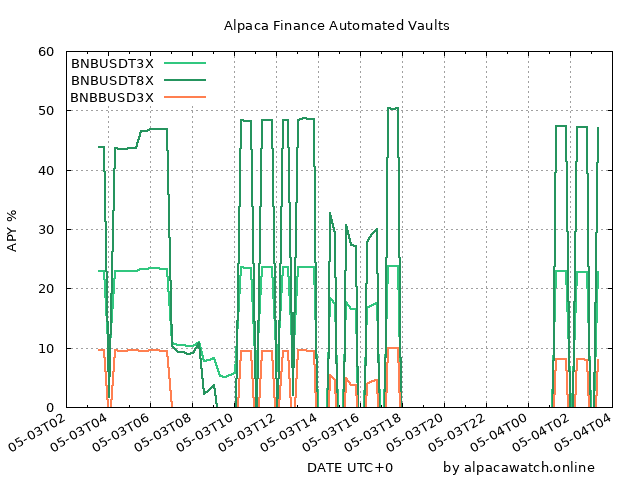 Alpaca Finance Automated Vaults
BNBUSDT3X
BNBUSDT8X
BNBBUSD3X
APY %
60
50
40
30
20
10
0
05-03T02
05-03T04
05-03T06
05-03T08
05-03T10
05-03T12
05-03T14
05-03T16
05-03T18
05-03T20
05-03T22
05-04T00
05-04T02
05-04T04
DATE UTC+0 by alpacawatch.online